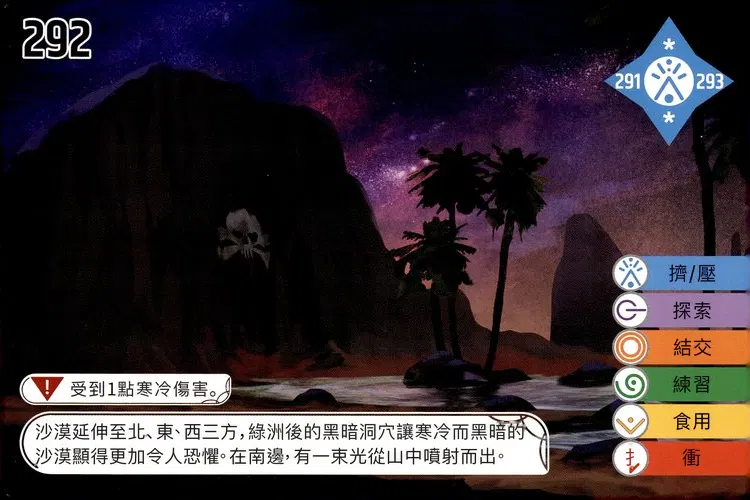 292
*
291 293
*
擠/壓
探索
結交
練習
食用
衝
! 受到1點寒冷傷害。
沙漠延伸至北、東、西三方,綠洲後的黑暗洞穴讓寒冷而黑暗的
沙漠顯得更加令人恐懼。在南邊,有一束光從山中噴射而出。